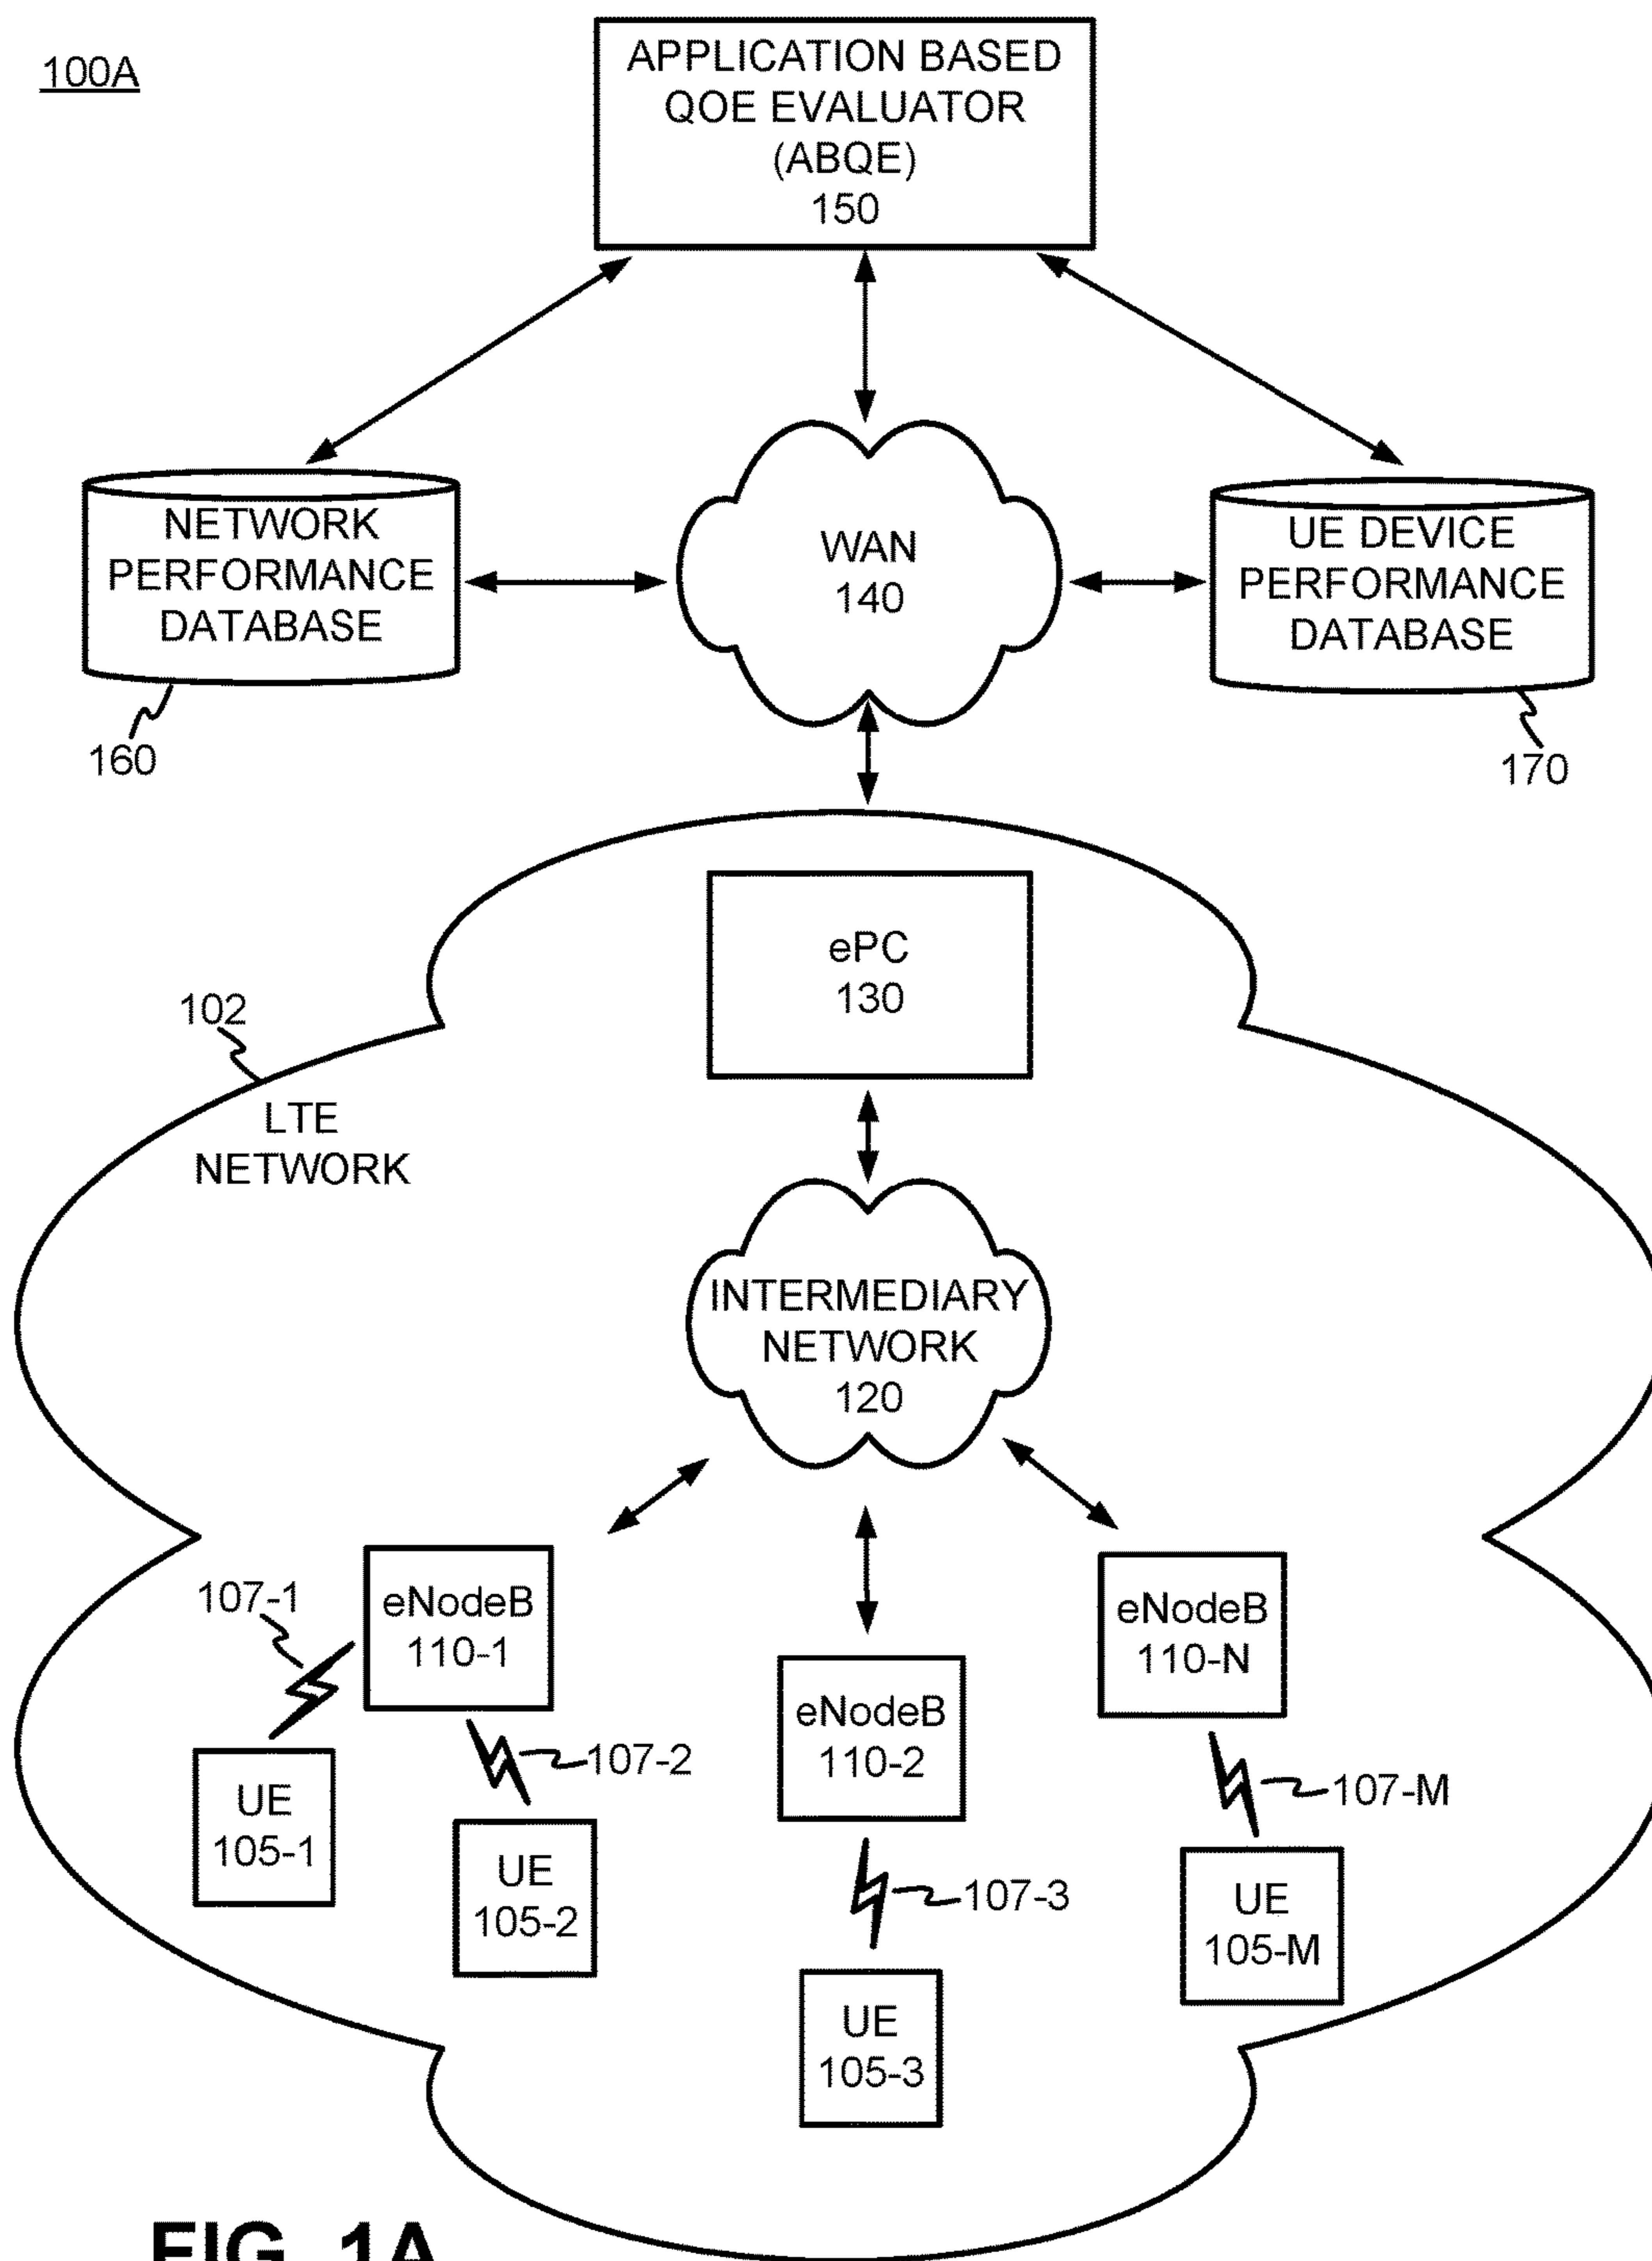 100A
APPLICATION BASED
QOE EVALUATOR
(ABQE)
150
NETWORK
PERFORMANCE
DATABASE
160
WAN
140
UE DEVICE
PERFORMANCE
DATABASE
170
ePC
130
102
LTE
NETWORK
INTERMEDIARY
NETWORK
120
107-1
eNodeB
110-1
eNodeB
110-2
eNodeB
110-N
107-2
107-M
UE
105-1
UE
105-2
107-3
UE
105-M
UE
105-3
FIG. 1A